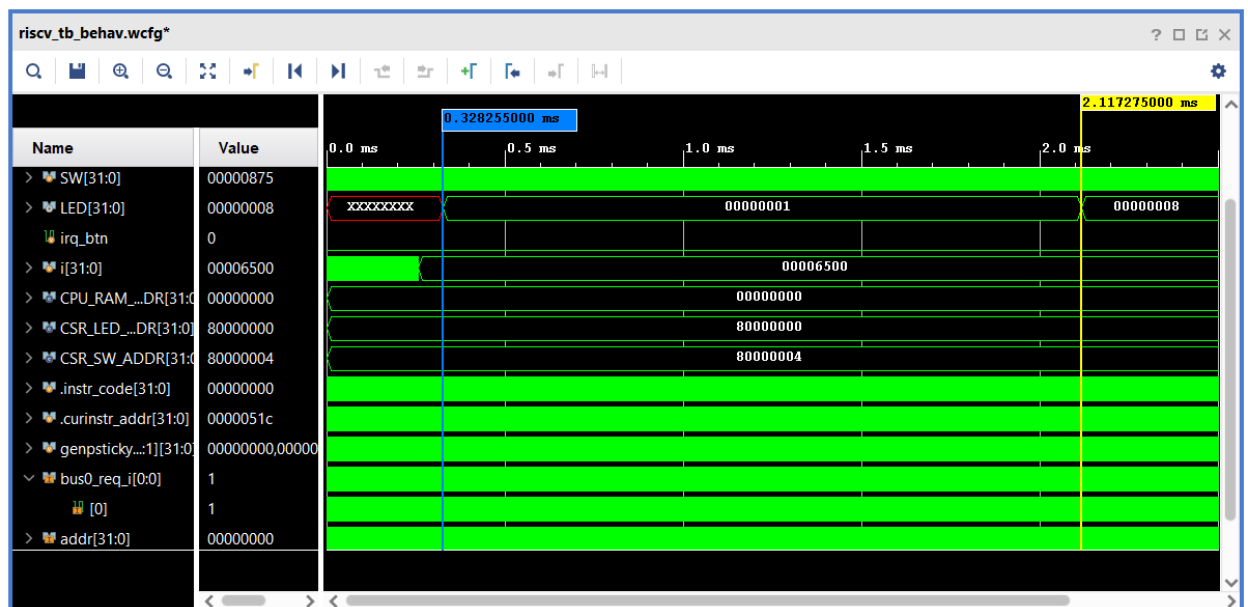 riscv_tb_behav.wcfg*
0.328255000 ms
2.117275000 ms
Name Value 0.0 ms 0.5 ms 1.0 ms 1.5 ms 2.0 ms
SW[31:0] 00000875
LED[31:0] 00000008 XXXXXXXX 00000001 00000008
irq_btn 0
i[31:0] 00006500 00006500
CPU_RAM_...DR[31:0 00000000 00000000
CSR_LED_...DR[31:0] 80000000 80000000
CSR_SW_ADDR[31:0 80000004 80000004
.instr_code[31:0] 00000000
.curinstr_addr[31:0] 0000051c
genpsticky...:1][31:0] 00000000,00000
bus0_req_i[0:0] 1
[0] 1
addr[31:0] 00000000